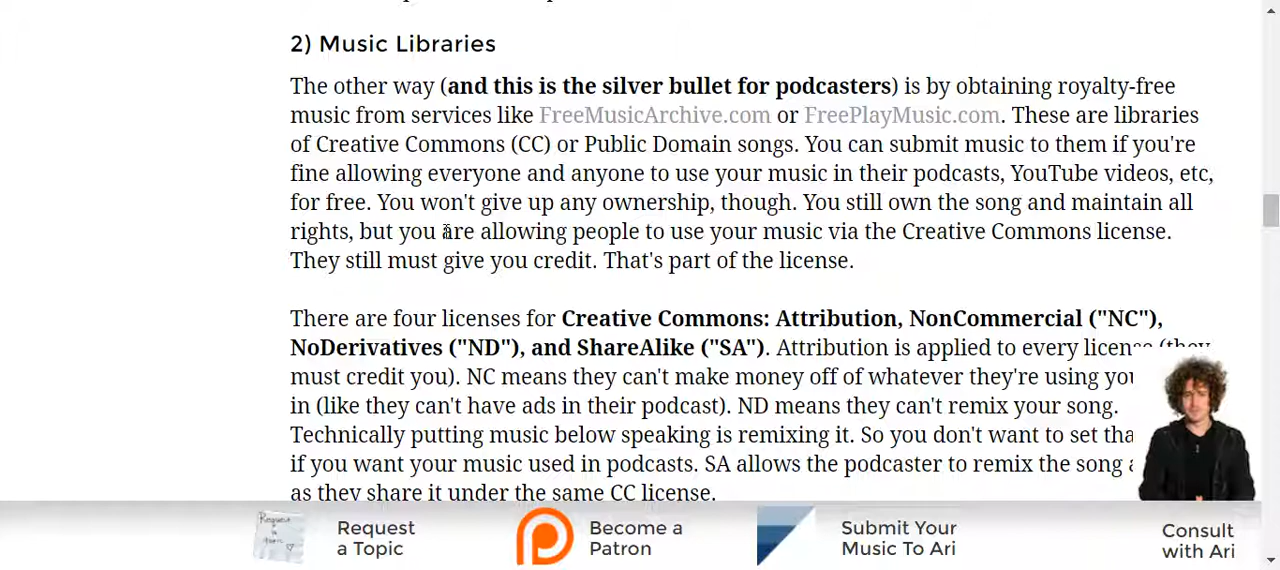 2) Music Libraries
The other way (and this is the silver bullet for podcasters) is by obtaining royalty-free
music from services like FreeMusicArchive.com or FreePlayMusic.com. These are libraries
of Creative Commons (CC) or Public Domain songs. You can submit music to them if you're
fine allowing everyone and anyone to use your music in their podcasts, YouTube videos, etc,
for free. You won't give up any ownership, though. You still own the song and maintain all
rights, but you are allowing people to use your music via the Creative Commons license.
They still must give you credit. That's part of the license.
There are four licenses for Creative Commons: Attribution, NonCommercial ("NC"),
NoDerivatives ("ND"), and ShareAlike ("SA"). Attribution is applied to every license (they
must credit you). NC means they can't make money off of whatever they're using
in (like they can't have ads in their podcast). ND means they can't remix your song.
Technically putting music below speaking is remixing it. So you don't want to set
if you want your music used in podcasts. SA allows the podcaster to remix the song
as they share it under the same CC license.
Request a Topic
Become a Patron
Submit Your Music To Ari
Consult with Ari